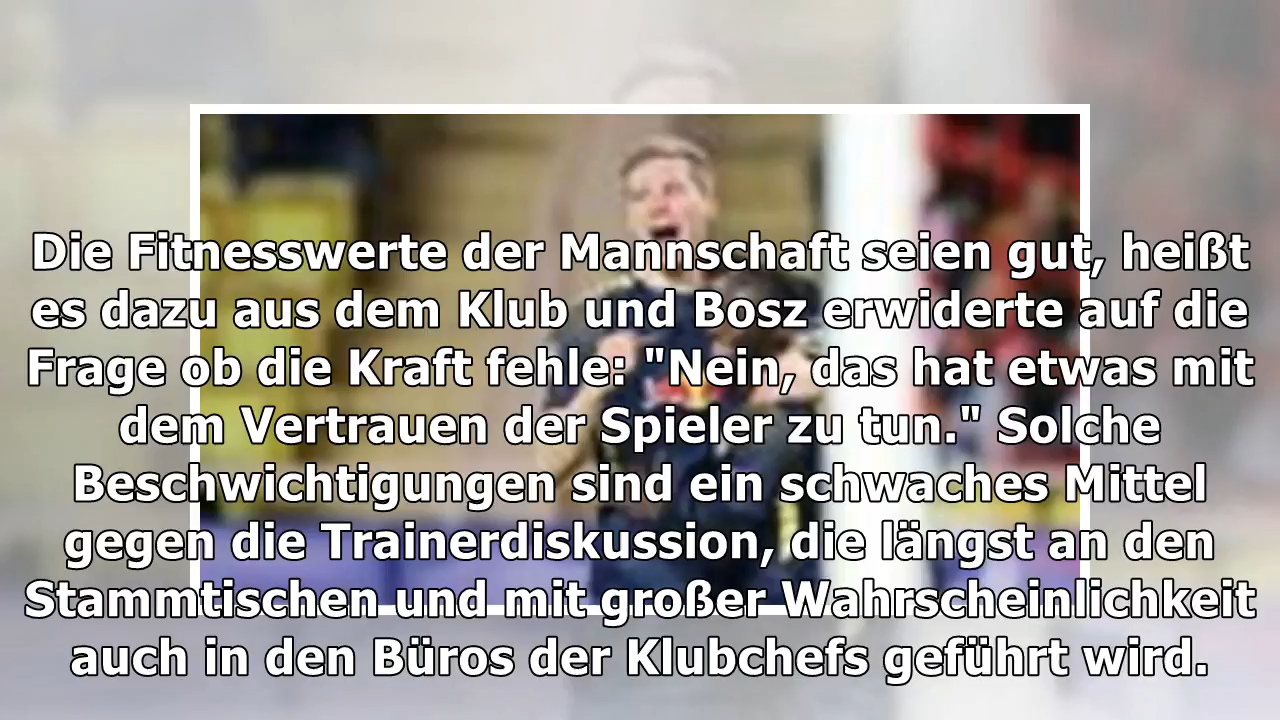 Die Fitnesswerte der Mannschaft seien gut, heißt
es dazu aus dem Klub und Bosz erwiderte auf die
Frage ob die Kraft fehle: "Nein, das hat etwas mit
dem Vertrauen der Spieler zu tun." Solche
Beschwichtigungen sind ein schwaches Mittel
gegen die Trainerdiskussion, die längst an den
Stammtischen und mit großer Wahrscheinlichkeit
auch in den Büros der Klubchefs geführt wird.